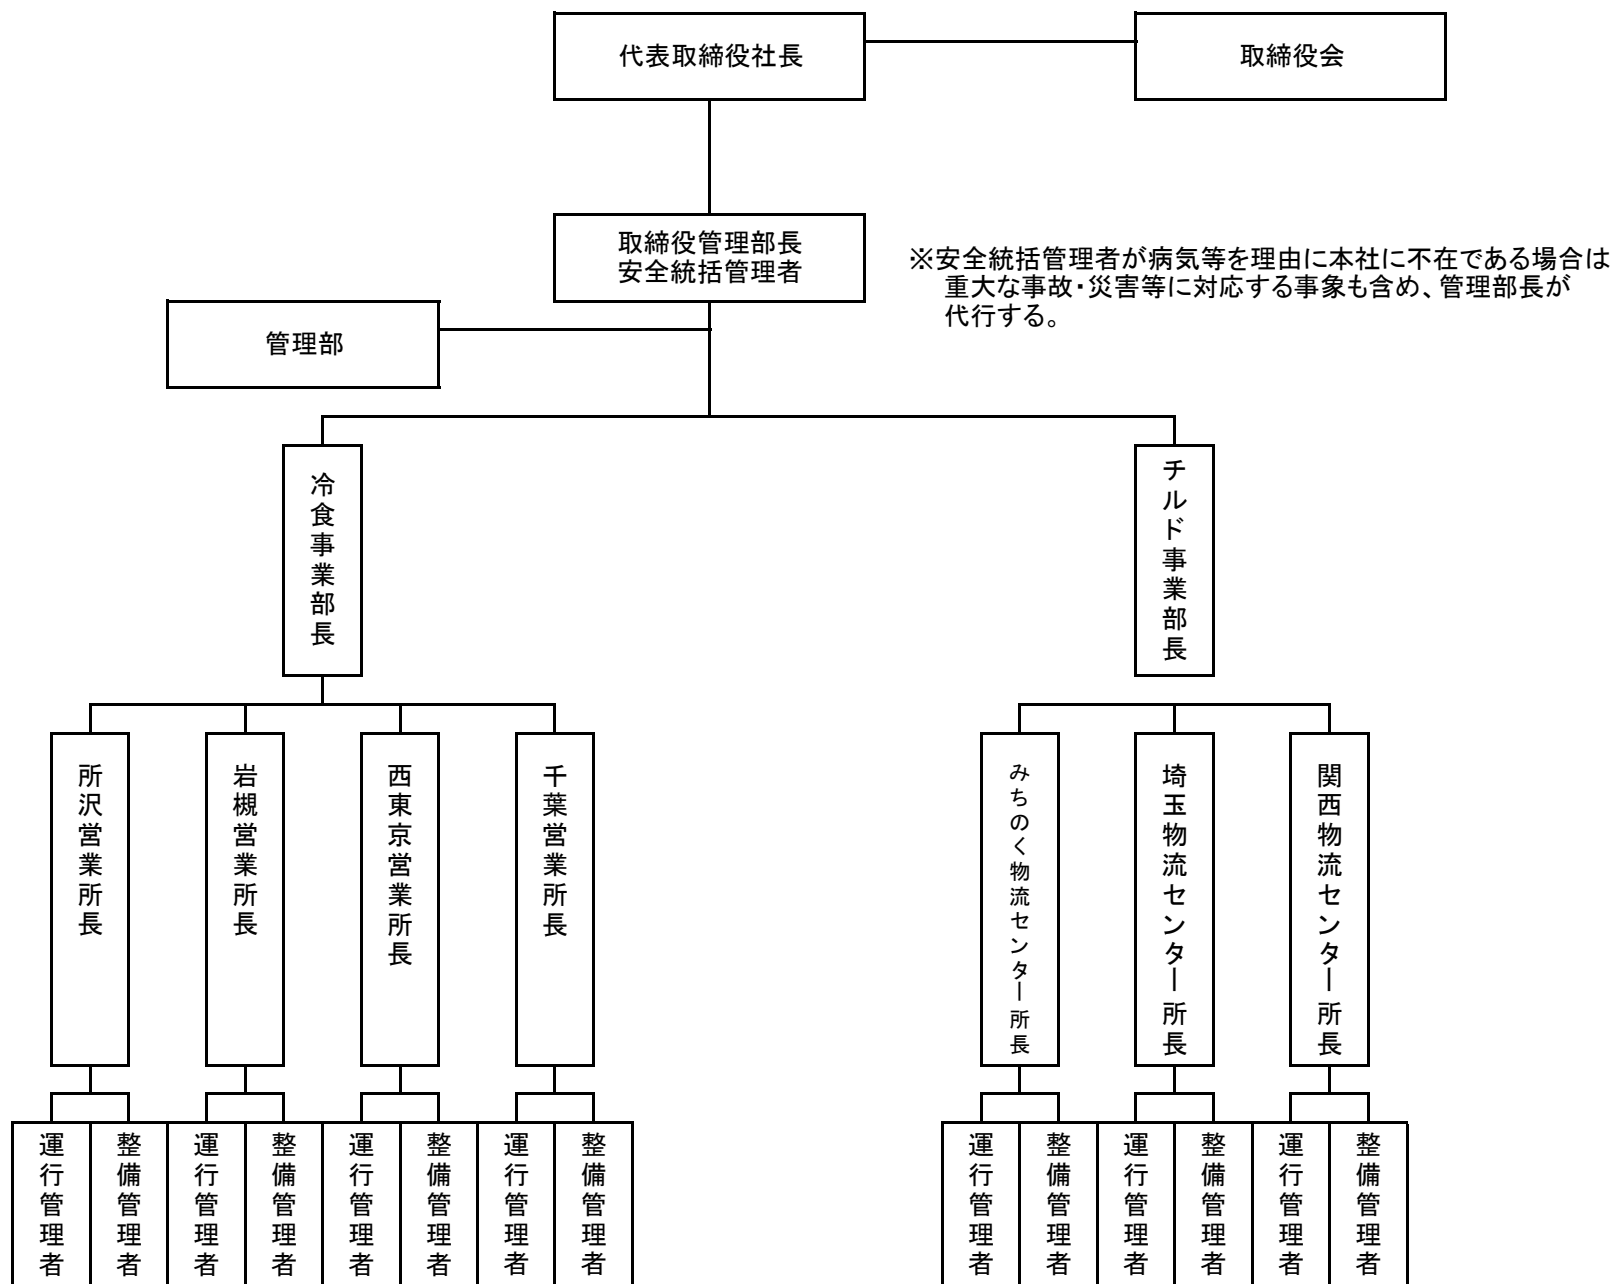 代表取締役社長
取締役会
取締役管理部長
安全統括管理者
※安全統括管理者が病気等を理由に本社に不在である場合は
重大な事故・災害等に対応する事象も含め、管理部長が
代行する。
管理部
冷食事業部長
チルド事業部長
所沢営業所長
岩槻営業所長
西東京営業所長
千葉営業所長
みちのく物流センター所長
埼玉物流センター所長
関西物流センター所長
運行管理者
整備管理者
運行管理者
整備管理者
運行管理者
整備管理者
運行管理者
整備管理者
運行管理者
整備管理者
運行管理者
整備管理者
運行管理者
整備管理者